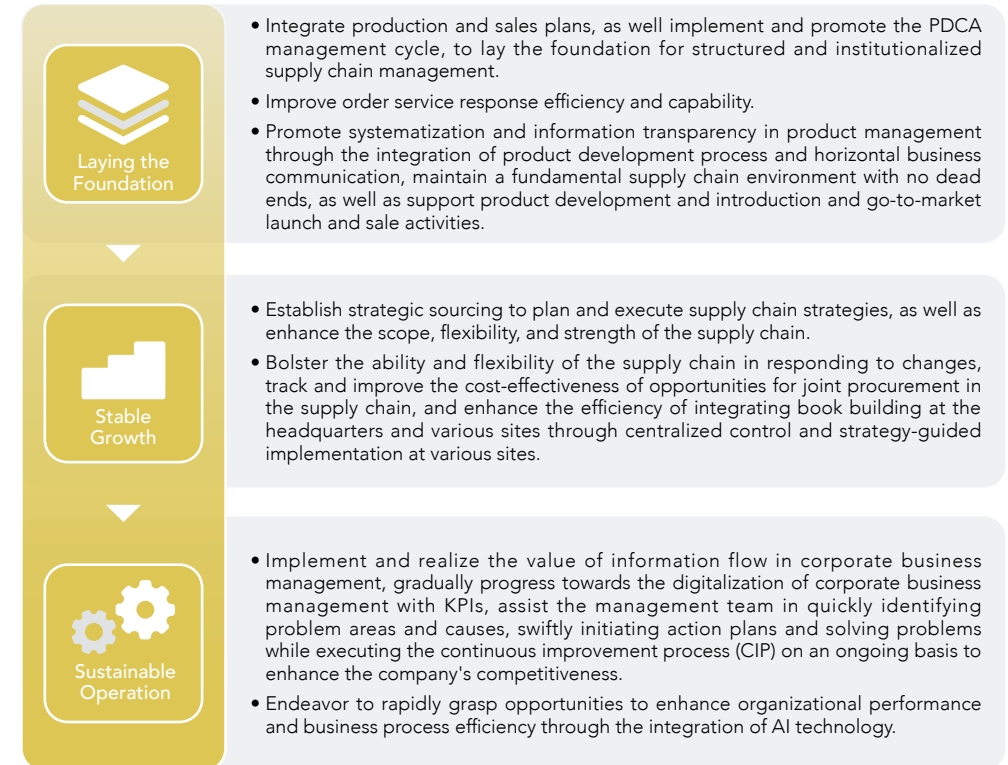 Laying the
Foundation
• Integrate production and sales plans, as well implement and promote the PDCA
management cycle, to lay the foundation for structured and institutionalized
supply chain management.
• Improve order service response efficiency and capability.
• Promote systematization and information transparency in product management
through the integration of product development process and horizontal business
communication, maintain a fundamental supply chain environment with no dead
ends, as well as support product development and introduction and go-to-market
launch and sale activities.
Stable
Growth
• Establish strategic sourcing to plan and execute supply chain strategies, as well as
enhance the scope, flexibility, and strength of the supply chain.
• Bolster the ability and flexibility of the supply chain in responding to changes,
track and improve the cost-effectiveness of opportunities for joint procurement in
the supply chain, and enhance the efficiency of integrating book building at the
headquarters and various sites through centralized control and strategy-guided
implementation at various sites.
Sustainable
Operation
• Implement and realize the value of information flow in corporate business
management, gradually progress towards the digitalization of corporate business
management with KPIs, assist the management team in quickly identifying
problem areas and causes, swiftly initiating action plans and solving problems
while executing the continuous improvement process (CIP) on an ongoing basis to
enhance the company's competitiveness.
• Endeavor to rapidly grasp opportunities to enhance organizational performance
and business process efficiency through the integration of AI technology.